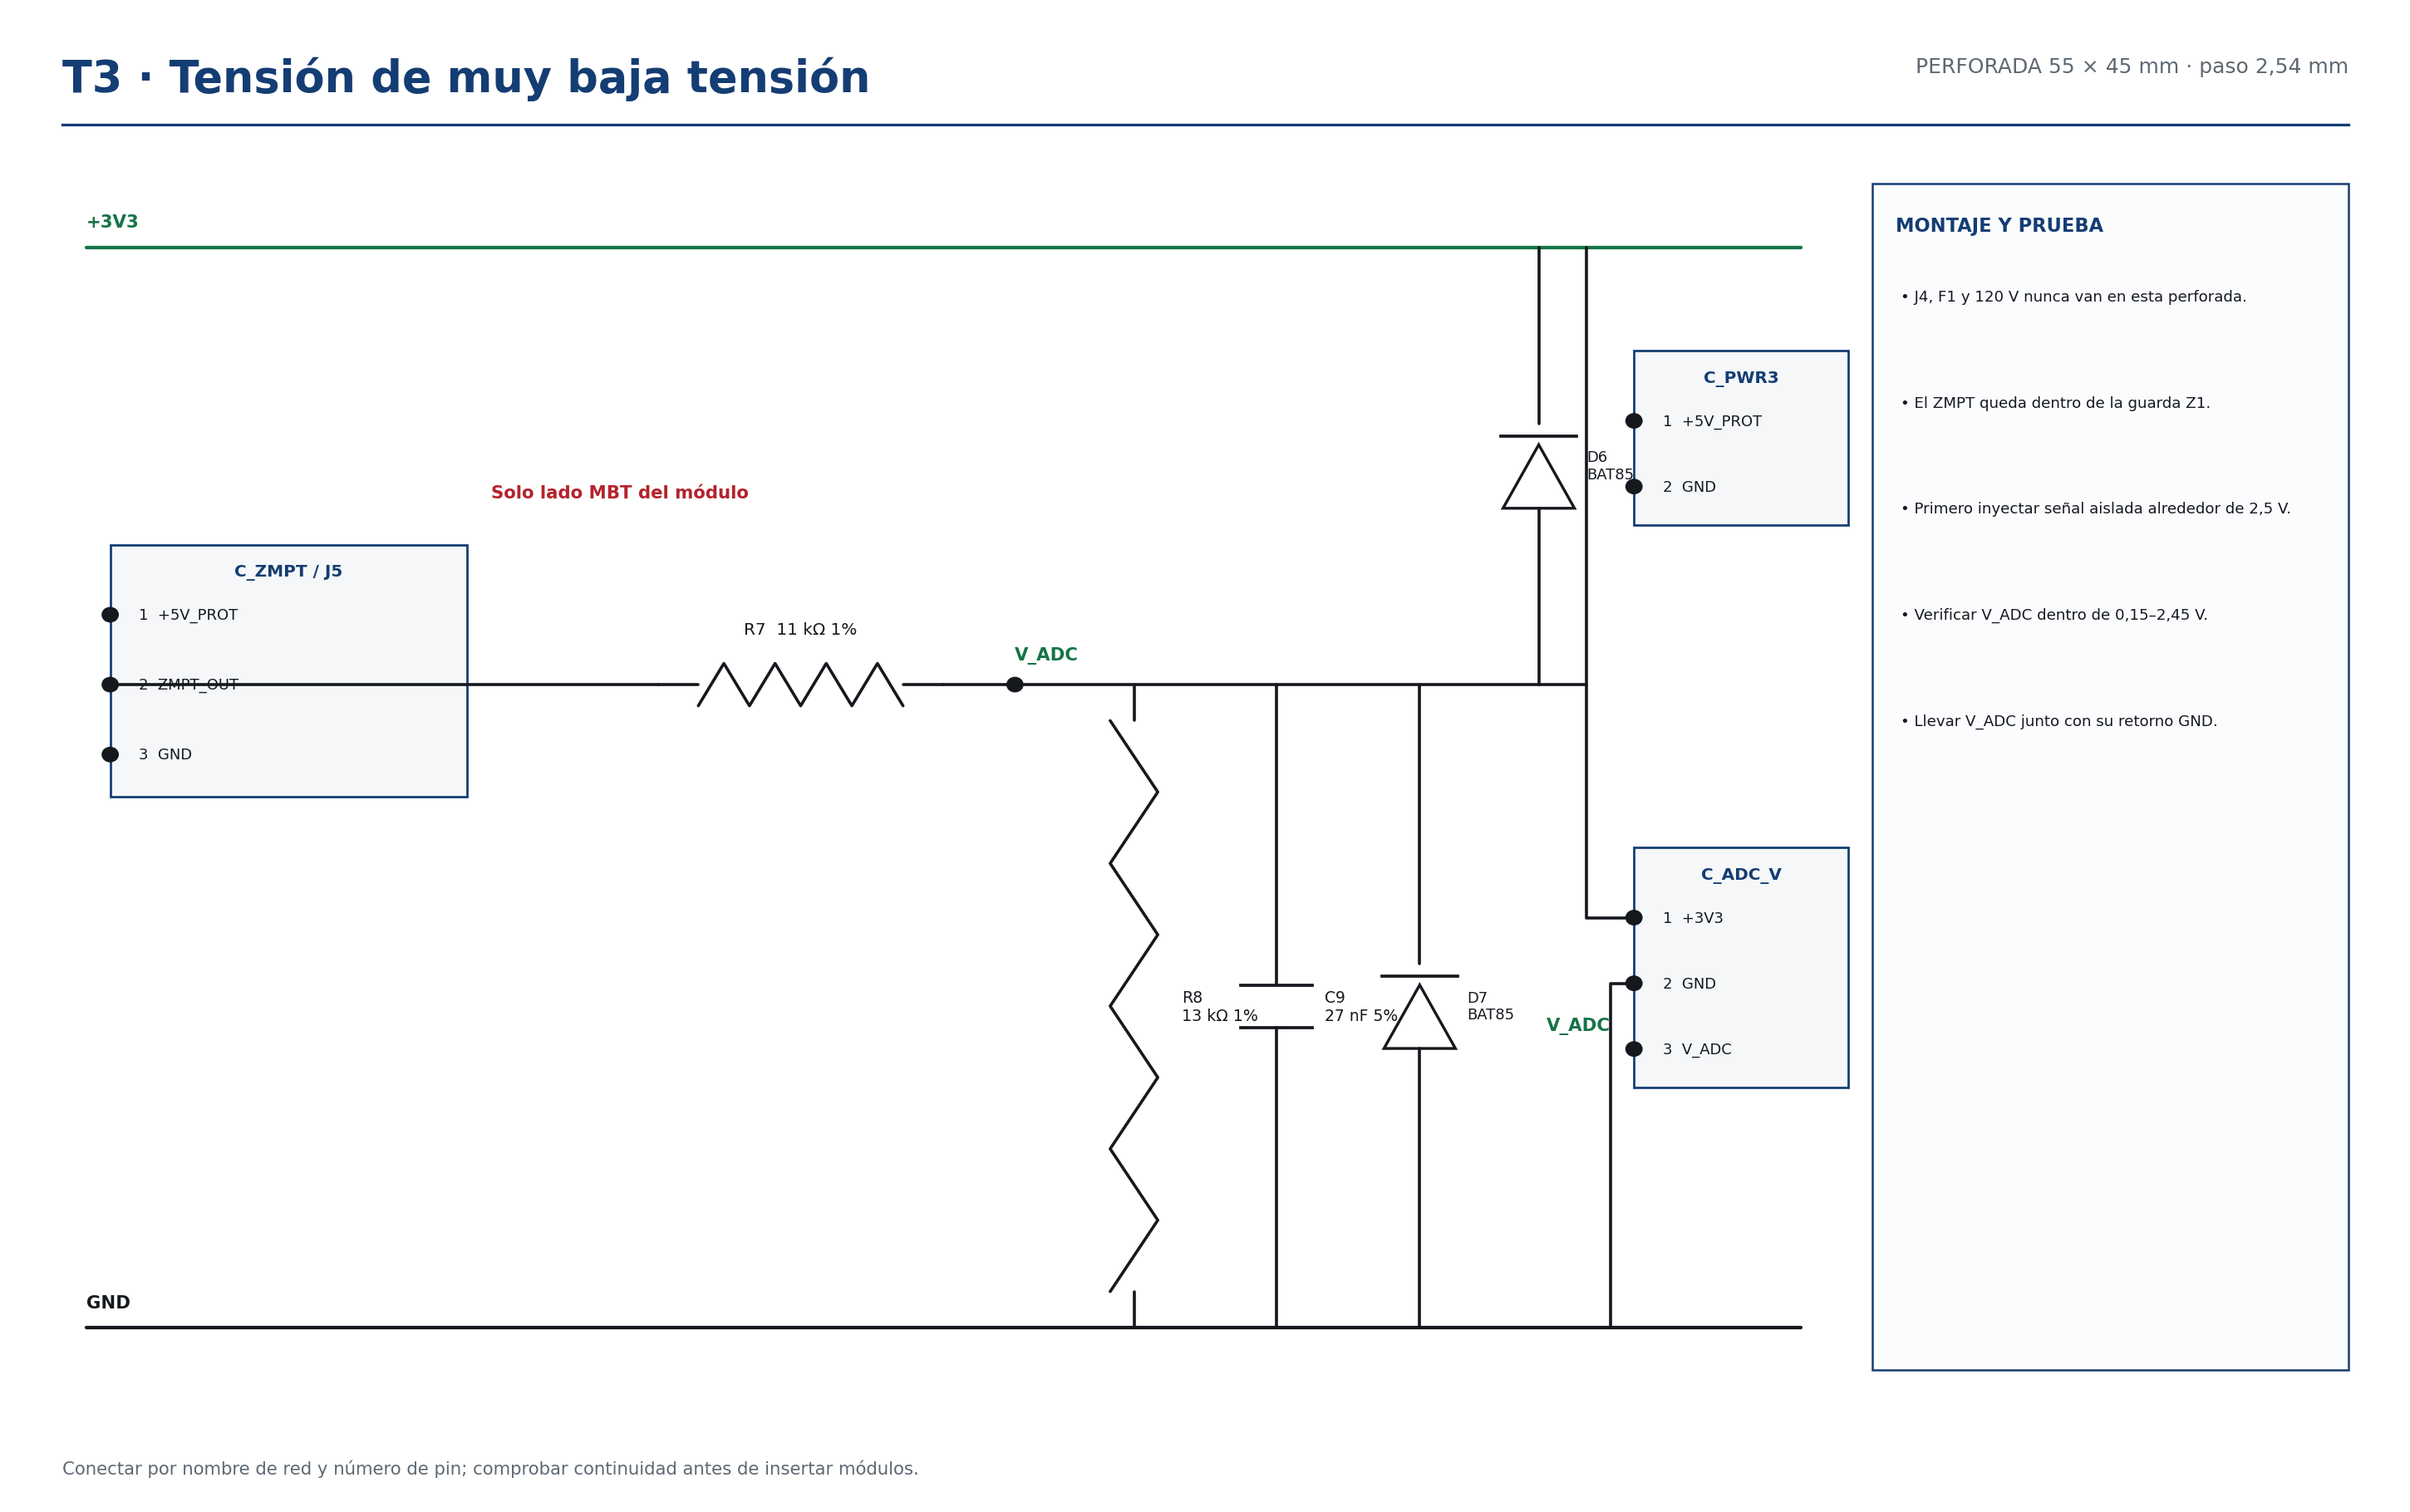 T3 · Tensión de muy baja tensión
PERFORADA 55 × 45 mm · paso 2,54 mm
+3V3
MONTAJE Y PRUEBA
• J4, F1 y 120 V nunca van en esta perforada.
• El ZMPT queda dentro de la guarda Z1.
• Primero inyectar señal aislada alrededor de 2,5 V.
• Verificar V_ADC dentro de 0,15–2,45 V.
• Llevar V_ADC junto con su retorno GND.
C_PWR3
1 +5V_PROT
2 GND
D6
BAT85
Solo lado MBT del módulo
C_ZMPT / J5
1 +5V_PROT
2 ZMPT_OUT
3 GND
R7 11 kΩ 1%
V_ADC
R8
13 kΩ 1%
C9
27 nF 5%
D7
BAT85
V_ADC
C_ADC_V
1 +3V3
2 GND
3 V_ADC
GND
Conectar por nombre de red y número de pin; comprobar continuidad antes de insertar módulos.